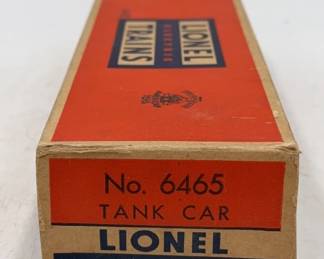 LIONEL
ELECTRIC
TRAINS
No. 6465
TANK CAR
LIONEL